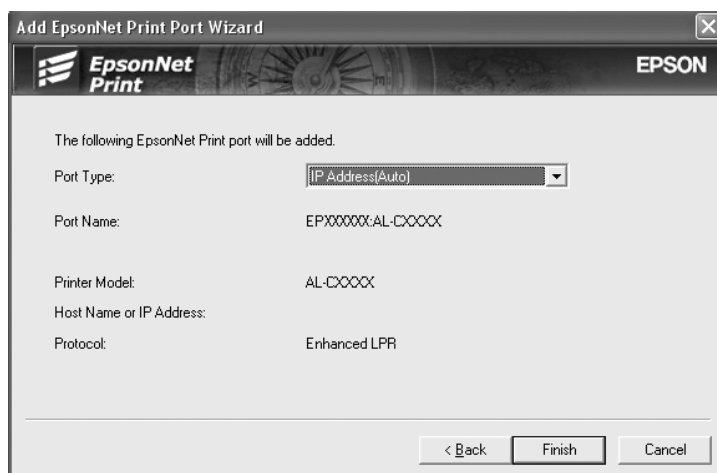 Add EpsonNet Print Port Wizard
EpsonNet
Print
EPSON
The following EpsonNet Print port will be added.
Port Type:
IP Address(Auto)
Port Name:
EPXXXXXX:AL-CXXXX
Printer Model:
AL-CXXXX
Host Name or IP Address:
Protocol:
Enhanced LPR
< Back
Finish
Cancel